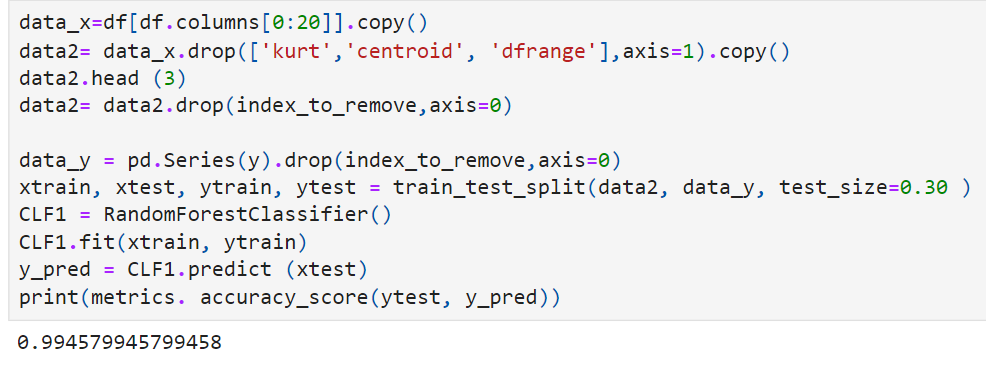 data_x=df[df.columns[0:20]].copy()
data2= data_x.drop(['kurt','centroid', 'dfrange'],axis=1).copy()
data2.head (3)
data2= data2.drop(index_to_remove,axis=0)
data_y = pd.Series(y).drop(index_to_remove,axis=0)
xtrain, xtest, ytrain, ytest = train_test_split(data2, data_y, test_size=0.30 )
CLF1 = RandomForestClassifier()
CLF1.fit(xtrain, ytrain)
y_pred = CLF1.predict (xtest)
print(metrics. accuracy_score(ytest, y_pred))
0.994579945799458